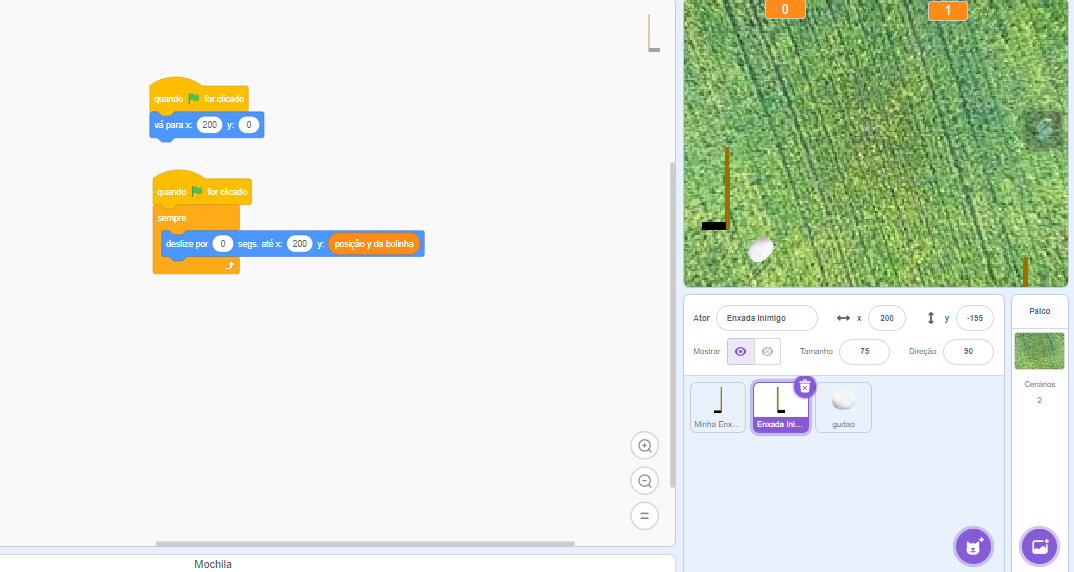 0
1
quando for clicado
vá para x: 200 y: 0
quando for clicado
sempre
deslize por 0 segs. até x: 200 y: posição y da bolinha
Ator Enxada Inimigo x 200 y -195
Mostrar Tamanho 75 Direção 90
Minha Enx...
Enxada Ini...
gudao
Palco
Cenários
2
Mochila